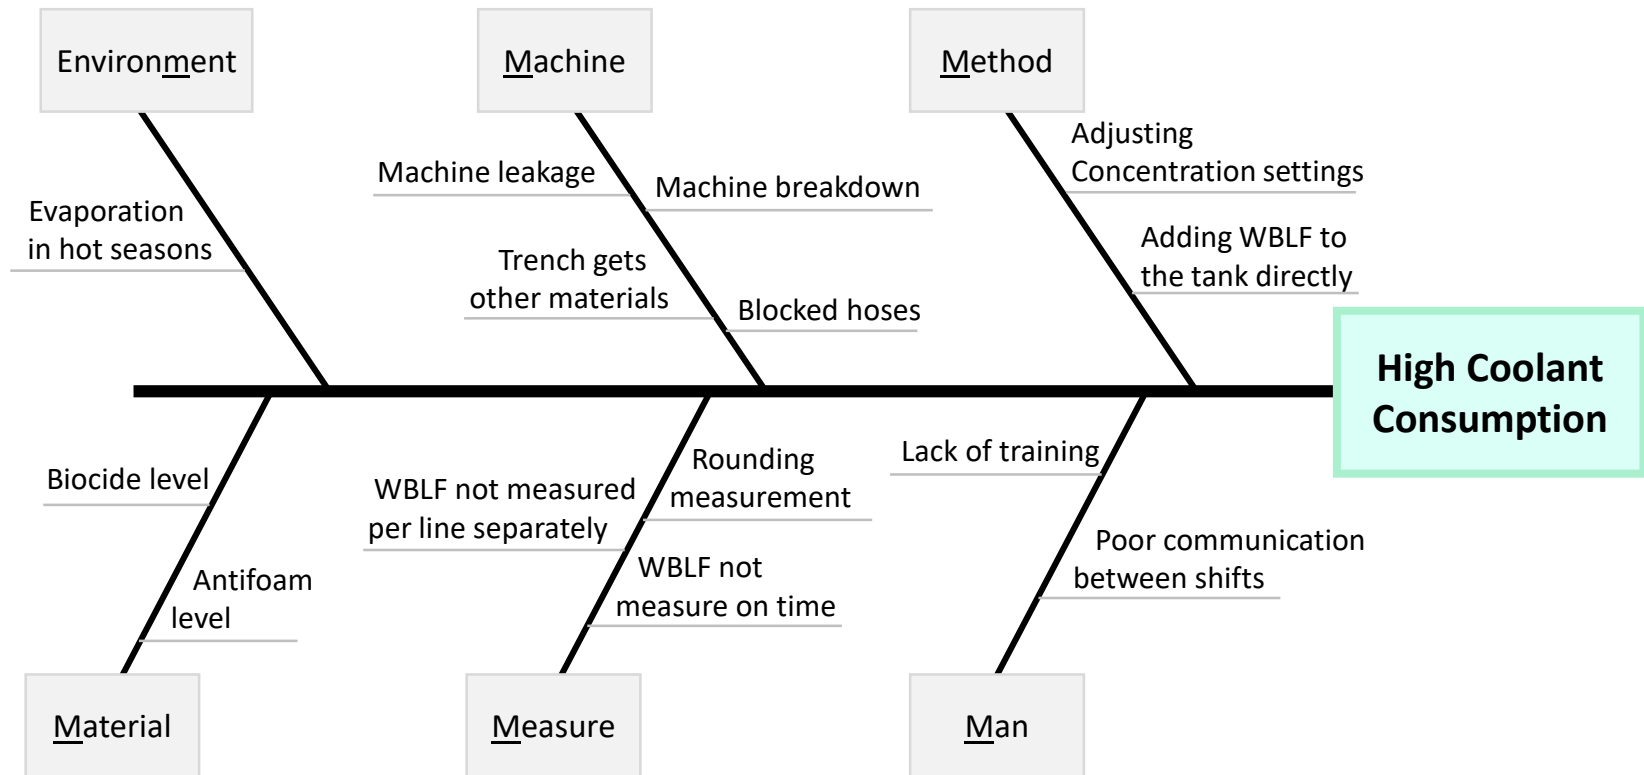 Environment
Machine
Method
Adjusting
Concentration settings
Machine leakage
Machine breakdown
Evaporation
in hot seasons
Adding WBLF to
the tank directly
Trench gets
other materials
Blocked hoses
High Coolant
Consumption
Biocide level
WBLF not measured
per line separately
Rounding
measurement
Lack of training
Antifoam
level
WBLF not
measure on time
Poor communication
between shifts
Material
Measure
Man